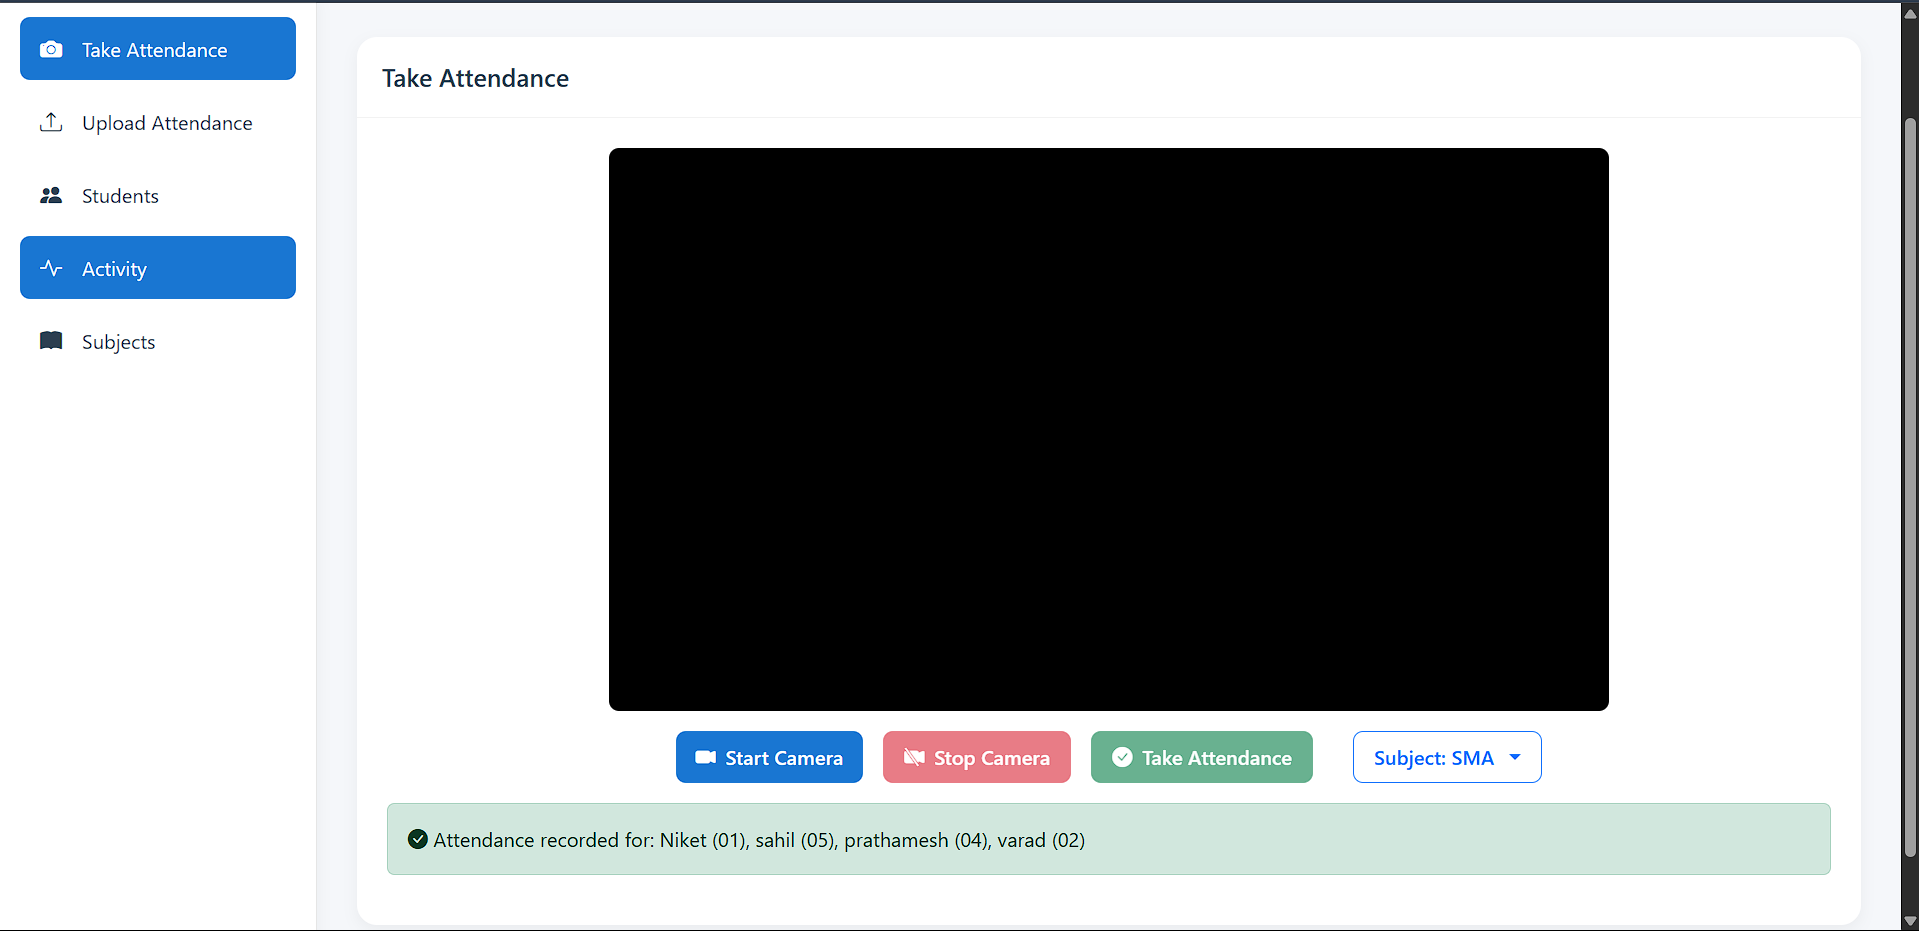 Take Attendance
Upload Attendance
Students
Activity
Subjects
Take Attendance
Start Camera
Stop Camera
Take Attendance
Subject: SMA
Attendance recorded for: Niket (01), sahil (05), prathamesh (04), varad (02)